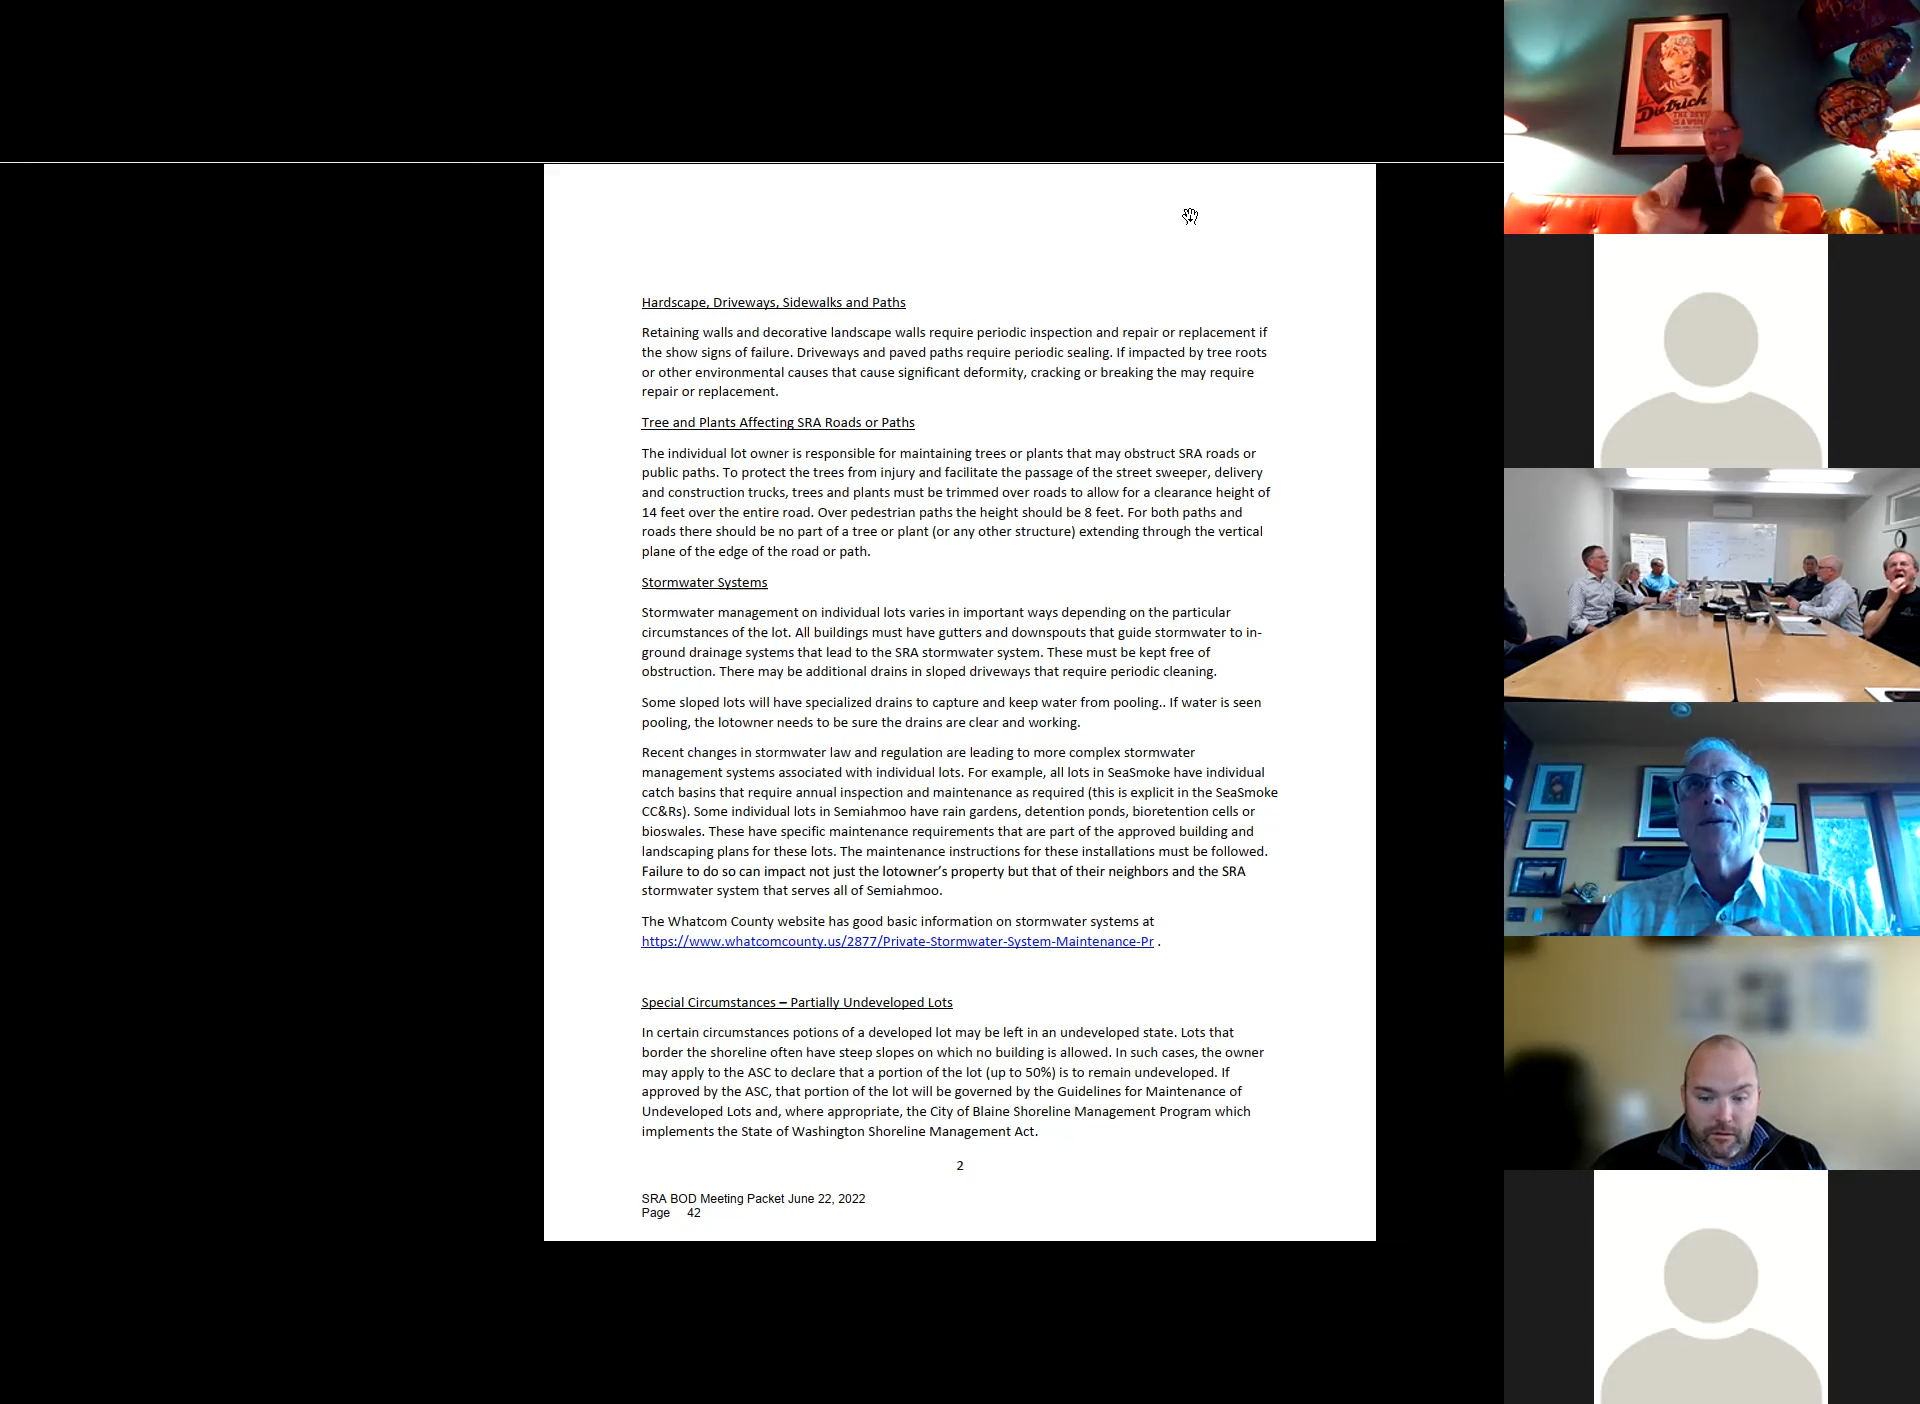 Hardscape, Driveways, Sidewalks and Paths
Retaining walls and decorative landscape walls require periodic inspection and repair or replacement if
the show signs of failure. Driveways and paved paths require periodic sealing. If impacted by tree roots
or other environmental causes that cause significant deformity, cracking or breaking the may require
repair or replacement.
Tree and Plants Affecting SRA Roads or Paths
The individual lot owner is responsible for maintaining trees or plants that may obstruct SRA roads or
public paths. To protect the trees from injury and facilitate the passage of the street sweeper, delivery
and construction trucks, trees and plants must be trimmed over roads to allow for a clearance height of
14 feet over the entire road. Over pedestrian paths the height should be 8 feet. For both paths and
roads there should be no part of a tree or plant (or any other structure) extending through the vertical
plane of the edge of the road or path.
Stormwater Systems
Stormwater management on individual lots varies in important ways depending on the particular
circumstances of the lot. All buildings must have gutters and downspouts that guide stormwater to in-
ground drainage systems that lead to the SRA stormwater system. These must be kept free of
obstruction. There may be additional drains in sloped driveways that require periodic cleaning.
Some sloped lots will have specialized drains to capture and keep water from pooling.. If water is seen
pooling, the lotowner needs to be sure the drains are clear and working.
Recent changes in stormwater law and regulation are leading to more complex stormwater
management systems associated with individual lots. For example, all lots in SeaSmoke have individual
catch basins that require annual inspection and maintenance as required (this is explicit in the SeaSmoke
CC&Rs). Some individual lots in Semiahmoo have rain gardens, detention ponds, bioretention cells or
bioswales. These have specific maintenance requirements that are part of the approved building and
landscaping plans for these lots. The maintenance instructions for these installations must be followed.
Failure to do so can impact not just the lotowner’s property but that of their neighbors and the SRA
stormwater system that serves all of Semiahmoo.
The Whatcom County website has good basic information on stormwater systems at
https://www.whatcomcounty.us/2877/Private-Stormwater-System-Maintenance-Pr .
Special Circumstances – Partially Undeveloped Lots
In certain circumstances potions of a developed lot may be left in an undeveloped state. Lots that
border the shoreline often have steep slopes on which no building is allowed. In such cases, the owner
may apply to the ASC to declare that a portion of the lot (up to 50%) is to remain undeveloped. If
approved by the ASC, that portion of the lot will be governed by the Guidelines for Maintenance of
Undeveloped Lots and, where appropriate, the City of Blaine Shoreline Management Program which
implements the State of Washington Shoreline Management Act.
2
SRA BOD Meeting Packet June 22, 2022
Page 42
Dietrich
THE DEVIL
IS A WOMAN
HAPPY